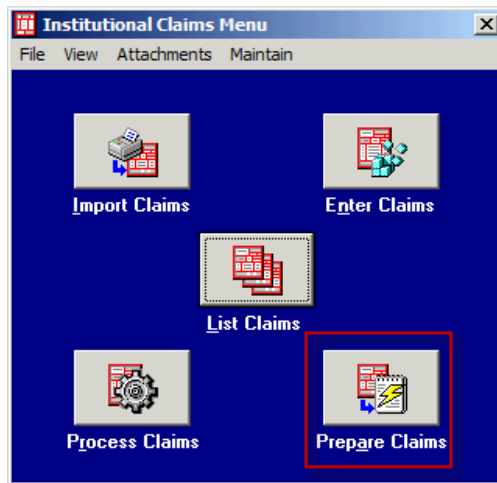 Institutional Claims Menu
File View Attachments Maintain
Import Claims Enter Claims
List Claims
Process Claims Prepare Claims